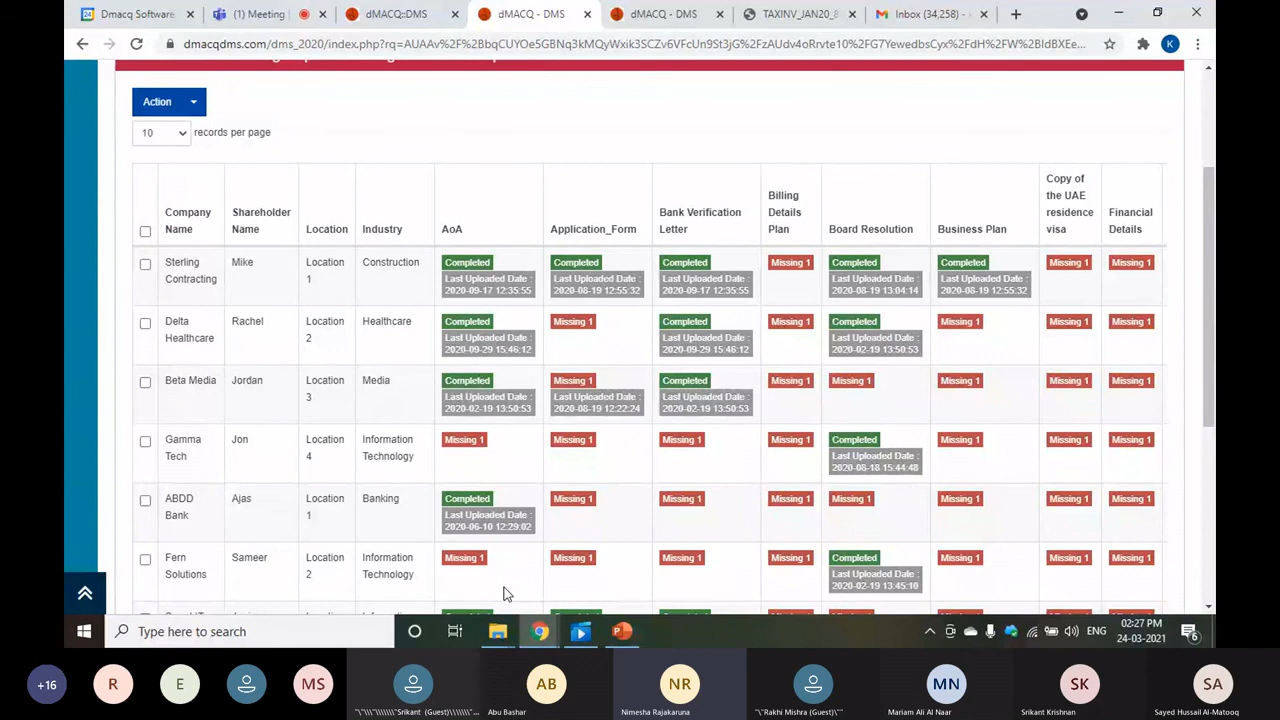 Dmacq Software
(1) Meeting |
dMACQ::DMS
dMACQ - DMS
dMACQ - DMS
TAXINV_JAN20_8
Inbox (34,258) -
dmacqdms.com/dms_2020/index.php?rq=
K
Action
10 records per page
Company Name
Shareholder Name
Location
Industry
AoA
Application_Form
Bank Verification Letter
Billing Details Plan
Board Resolution
Business Plan
Copy of the UAE residence visa
Financial Details
Sterling Contracting
Mike
Location 1
Construction
Completed
Last Uploaded Date : 2020-09-17 12:35:55
Completed
Last Uploaded Date : 2020-08-19 12:55:32
Completed
Last Uploaded Date : 2020-09-17 12:35:55
Missing 1
Completed
Last Uploaded Date : 2020-08-19 13:04:14
Completed
Last Uploaded Date : 2020-08-19 12:55:32
Missing 1
Missing 1
Delta Healthcare
Rachel
Location 2
Healthcare
Completed
Last Uploaded Date : 2020-09-29 15:46:12
Missing 1
Completed
Last Uploaded Date : 2020-09-29 15:46:12
Missing 1
Completed
Last Uploaded Date : 2020-02-19 13:50:53
Missing 1
Missing 1
Missing 1
Beta Media
Jordan
Location 3
Media
Completed
Last Uploaded Date : 2020-02-19 13:50:53
Missing 1
Last Uploaded Date : 2020-08-19 12:22:24
Completed
Last Uploaded Date : 2020-02-19 13:50:53
Missing 1
Missing 1
Missing 1
Missing 1
Missing 1
Gamma Tech
Jon
Location 4
Information Technology
Missing 1
Missing 1
Missing 1
Missing 1
Completed
Last Uploaded Date : 2020-08-18 15:44:48
Missing 1
Missing 1
Missing 1
ABDD Bank
Ajas
Location 1
Banking
Completed
Last Uploaded Date : 2020-06-10 12:29:02
Missing 1
Missing 1
Missing 1
Missing 1
Missing 1
Missing 1
Missing 1
Fern Solutions
Sameer
Location 2
Information Technology
Missing 1
Missing 1
Missing 1
Missing 1
Completed
Last Uploaded Date : 2020-02-19 13:45:10
Missing 1
Missing 1
Missing 1
Type here to search
ENG
02:27 PM
24-03-2021
6
+16
R
E
MS
AB
NR
MN
SK
SA
Srikant (Guest)
Abu Bashar
Nimesha Rajakaruna
Rakhi Mishra (Guest)
Mariam Ali Al Naar
Srikant Krishnan
Sayed Hussail Al-Matooq